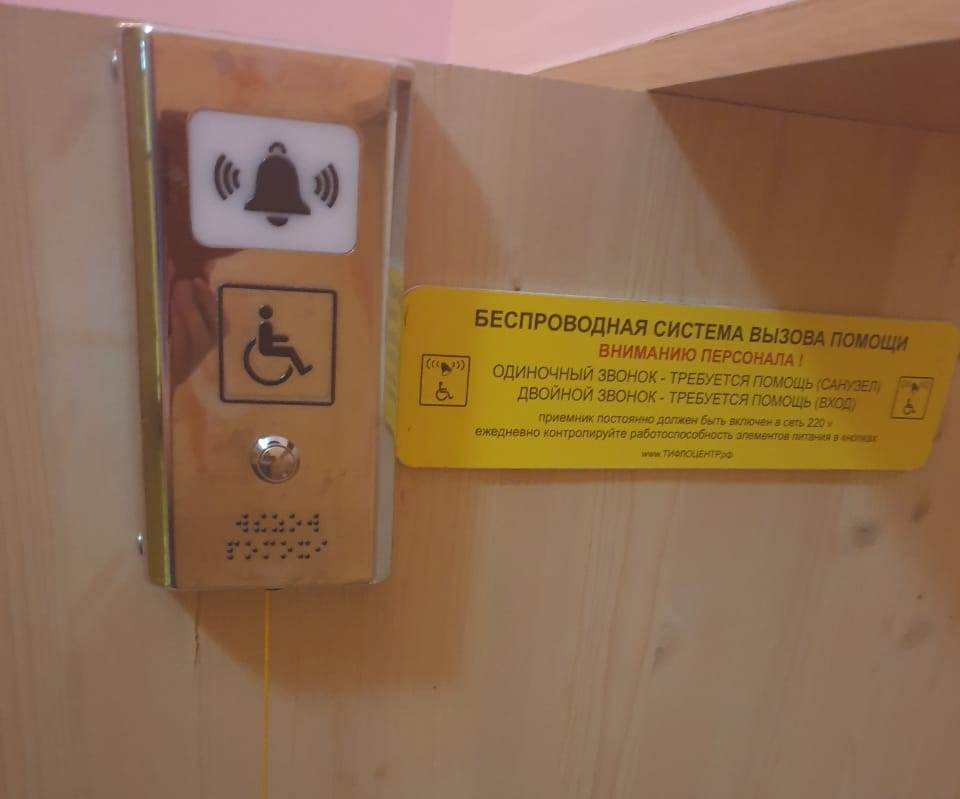 БЕСПРОВОДНАЯ СИСТЕМА ВЫЗОВА ПОМОЩИ
ВНИМАНИЮ ПЕРСОНАЛА !
ОДИНОЧНЫЙ ЗВОНОК - ТРЕБУЕТСЯ ПОМОЩЬ (САНУЗЕЛ)
ДВОЙНОЙ ЗВОНОК - ТРЕБУЕТСЯ ПОМОЩЬ (ВХОД)
приемник постоянно должен быть включен в сеть 220 v
ежедневно контролируйте работоспособность элементов питания в кнопках
www.ТИФЛОЦЕНТР.рф